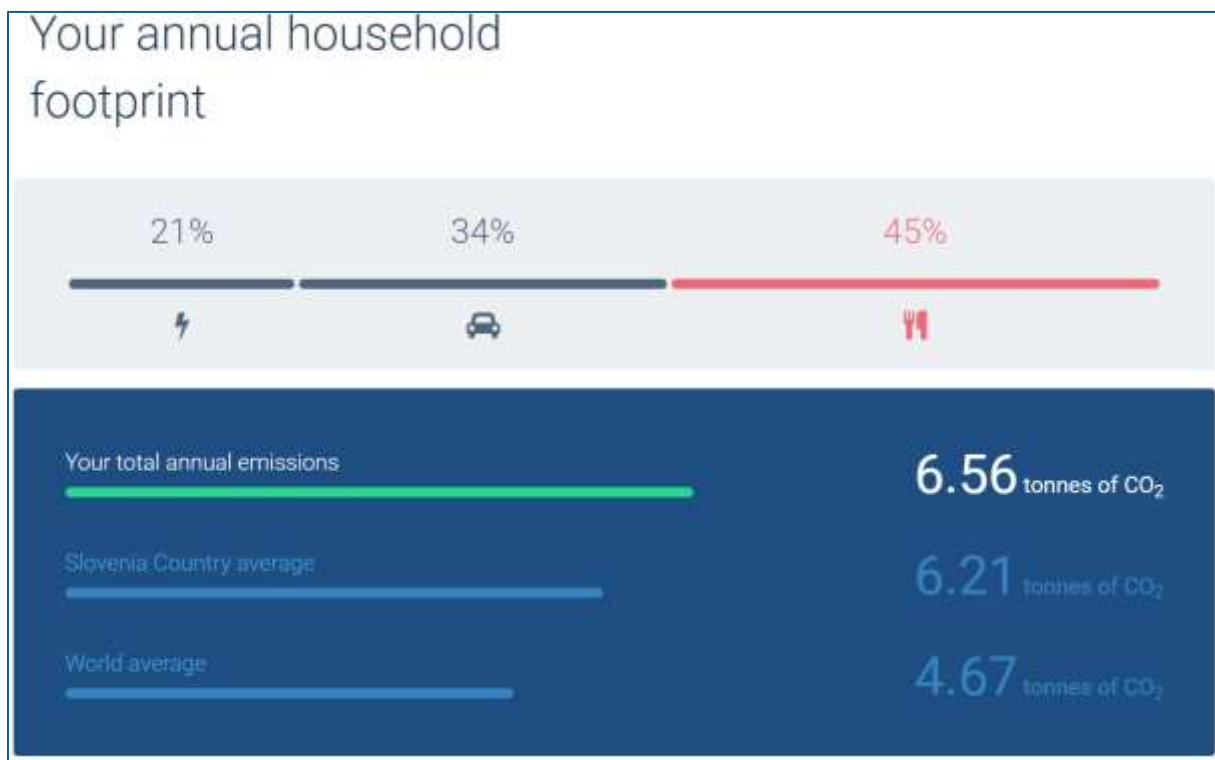 Your annual household
footprint
21% 34% 45%
Your total annual emissions 6.56 tonnes of CO₂
Slovenia Country average 6.21 tonnes of CO₂
World average 4.67 tonnes of CO₂